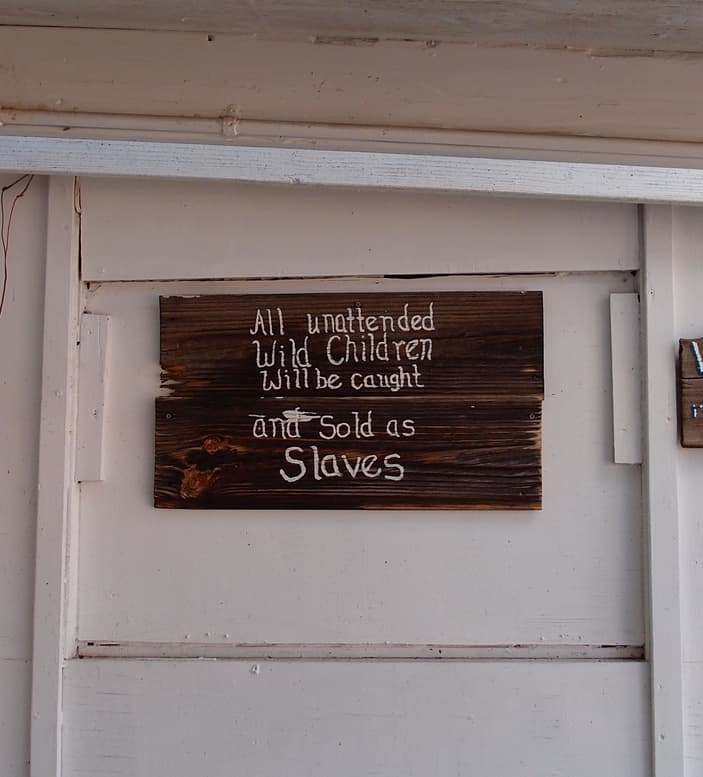 All unattended
Wild Children
Will be caught
and Sold as
Slaves